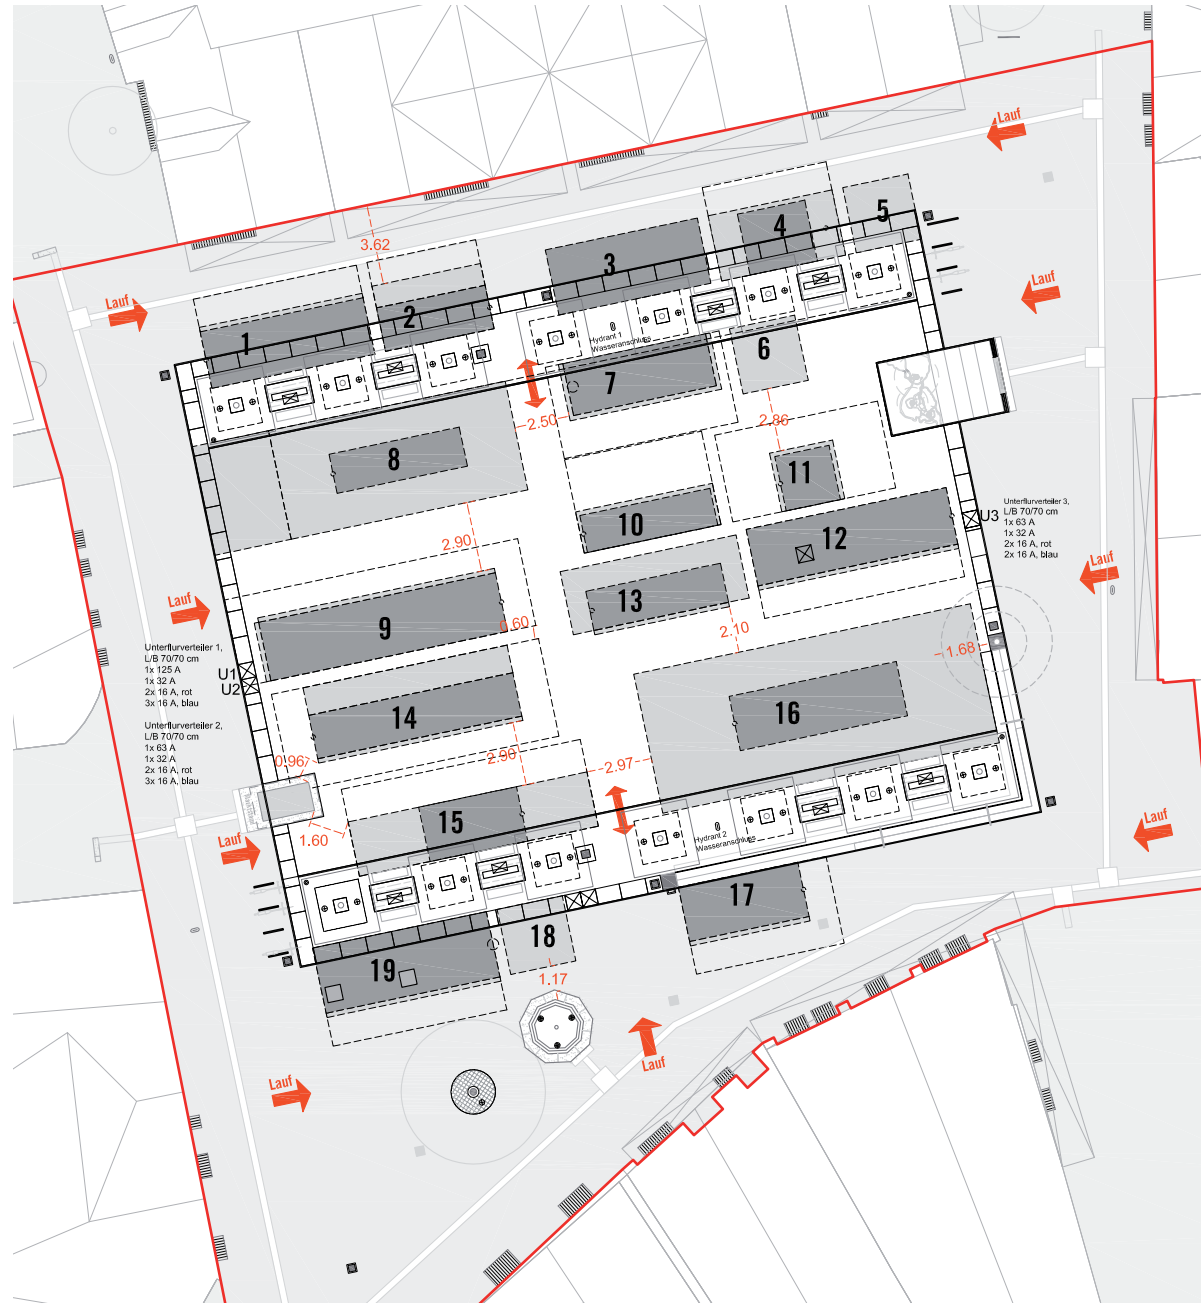 Lauf
3.62
Lauf
Lauf
Lauf
1
2
3
4
5
Hydrant 1
Wasseranschluss
6
7
2.50
2.86
8
11
10
12
2.90
U3
Unterflurverteiler 3,
L/B 70/70 cm
1x 63 A
1x 32 A
2x 16 A, rot
2x 16 A, blau
Lauf
Lauf
9
0.60
13
2.10
1.68
Unterflurverteiler 1,
L/B 70/70 cm
1x 125 A
1x 32 A
2x 16 A, rot
3x 16 A, blau
U1
U2
14
16
Unterflurverteiler 2,
L/B 70/70 cm
1x 63 A
1x 32 A
2x 16 A, rot
3x 16 A, blau
0.96
2.90
2.97
1.60
15
Hydrant 2
Wasseranschluss
Lauf
Lauf
17
18
19
1.17
Lauf
Lauf